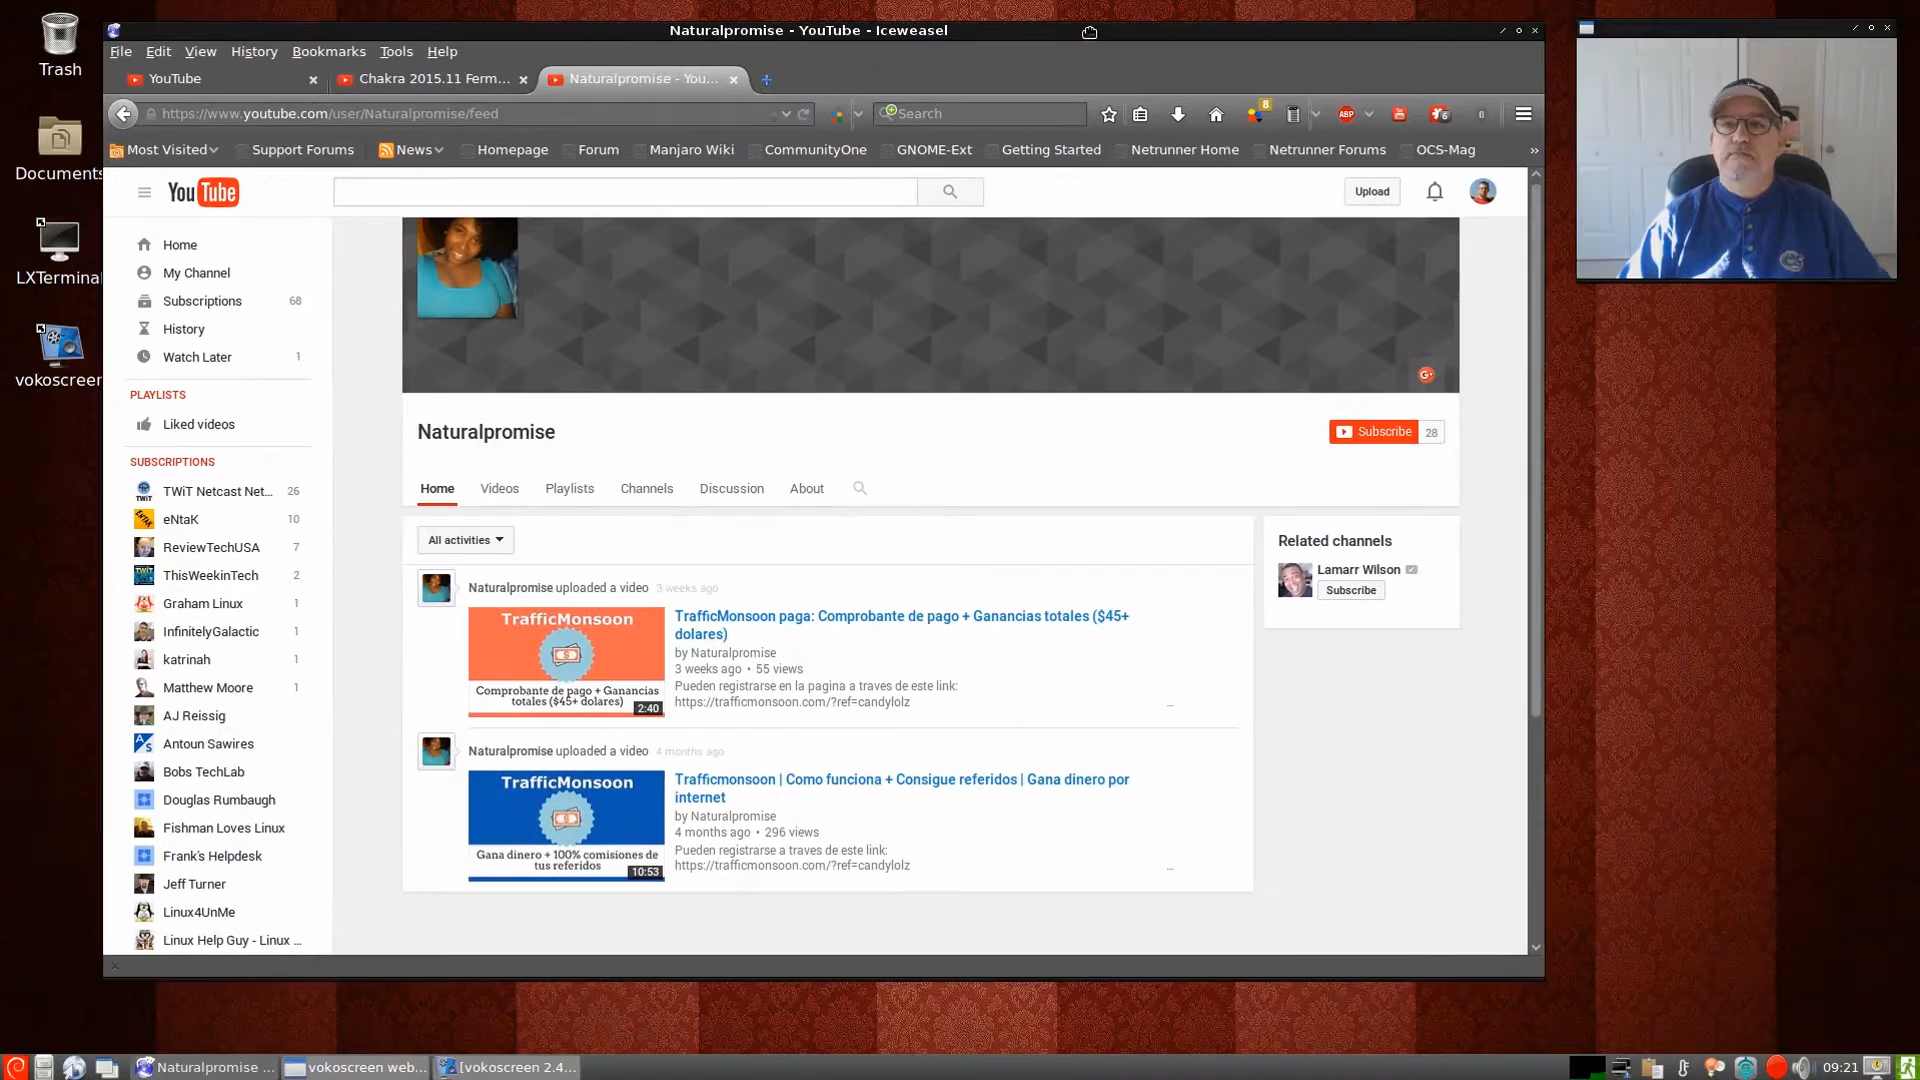 Naturalpromise - YouTube - Iceweasel
File Edit View History Bookmarks Tools Help
YouTube
Chakra 2015.11 Ferm...
Naturalpromise - You...
https://www.youtube.com/user/Naturalpromise/feed
Search
8
ABP
6
0
Most Visited
Support Forums
News
Homepage
Forum
Manjaro Wiki
CommunityOne
GNOME-Ext
Getting Started
Netrunner Home
Netrunner Forums
OCS-Mag
»
Trash
Documents
LXTerminal
vokoscreen
YouTube
Upload
Home
My Channel
Subscriptions 68
History
Watch Later 1
PLAYLISTS
Liked videos
SUBSCRIPTIONS
TWiT Netcast Net... 26
eNtaK 10
ReviewTechUSA 7
ThisWeekinTech 2
Graham Linux 1
InfinitelyGalactic 1
katrinah 1
Matthew Moore 1
AJ Reissig
Antoun Sawires
Bobs TechLab
Douglas Rumbaugh
Fishman Loves Linux
Frank's Helpdesk
Jeff Turner
Linux4UnMe
Linux Help Guy - Linux ...
G+
Naturalpromise
Subscribe 28
Home Videos Playlists Channels Discussion About
All activities
Naturalpromise uploaded a video 3 weeks ago
TrafficMonsoon
Comprobante de pago + Ganancias
totales ($45+ dolares)
2:40
TrafficMonsoon paga: Comprobante de pago + Ganancias totales ($45+
dolares)
by Naturalpromise
3 weeks ago • 55 views
Pueden registrarse en la pagina a traves de este link:
https://trafficmonsoon.com/?ref=candylolz
...
Naturalpromise uploaded a video 4 months ago
TrafficMonsoon
Gana dinero + 100% comisiones de
tus referidos
10:53
Trafficmonsoon | Como funciona + Consigue referidos | Gana dinero por
internet
by Naturalpromise
4 months ago • 296 views
Pueden registrarse a traves de este link:
https://trafficmonsoon.com/?ref=candylolz
...
Related channels
Lamarr Wilson
Subscribe
Naturalpromise ...
vokoscreen web...
[vokoscreen 2.4...
09:21